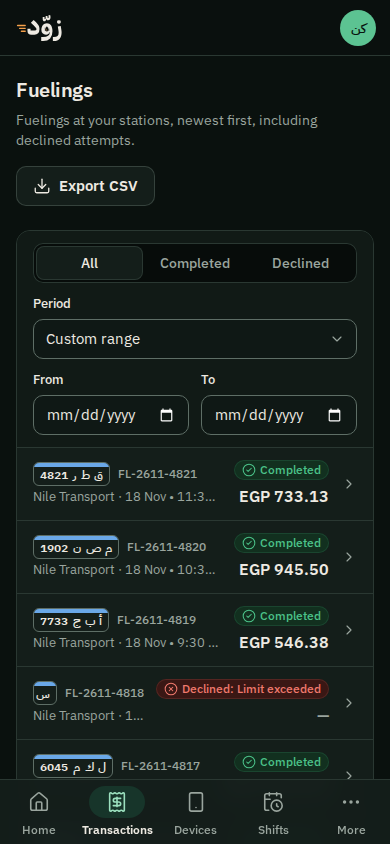 زوّد
كن
Fuelings
Fuelings at your stations, newest first, including
declined attempts.
Export CSV
All Completed Declined
Period
Custom range
From To
mm/dd/yyyy mm/dd/yyyy
ق ط ر 4821 FL-2611-4821 Completed
Nile Transport · 18 Nov • 11:3... EGP 733.13
م ص ن 1902 FL-2611-4820 Completed
Nile Transport · 18 Nov • 10:3... EGP 945.50
أ ب ج 7733 FL-2611-4819 Completed
Nile Transport · 18 Nov • 9:30 ... EGP 546.38
س FL-2611-4818 Declined: Limit exceeded
Nile Transport · 1... —
ل ك م 6045 FL-2611-4817 Completed
Home Transactions Devices Shifts More